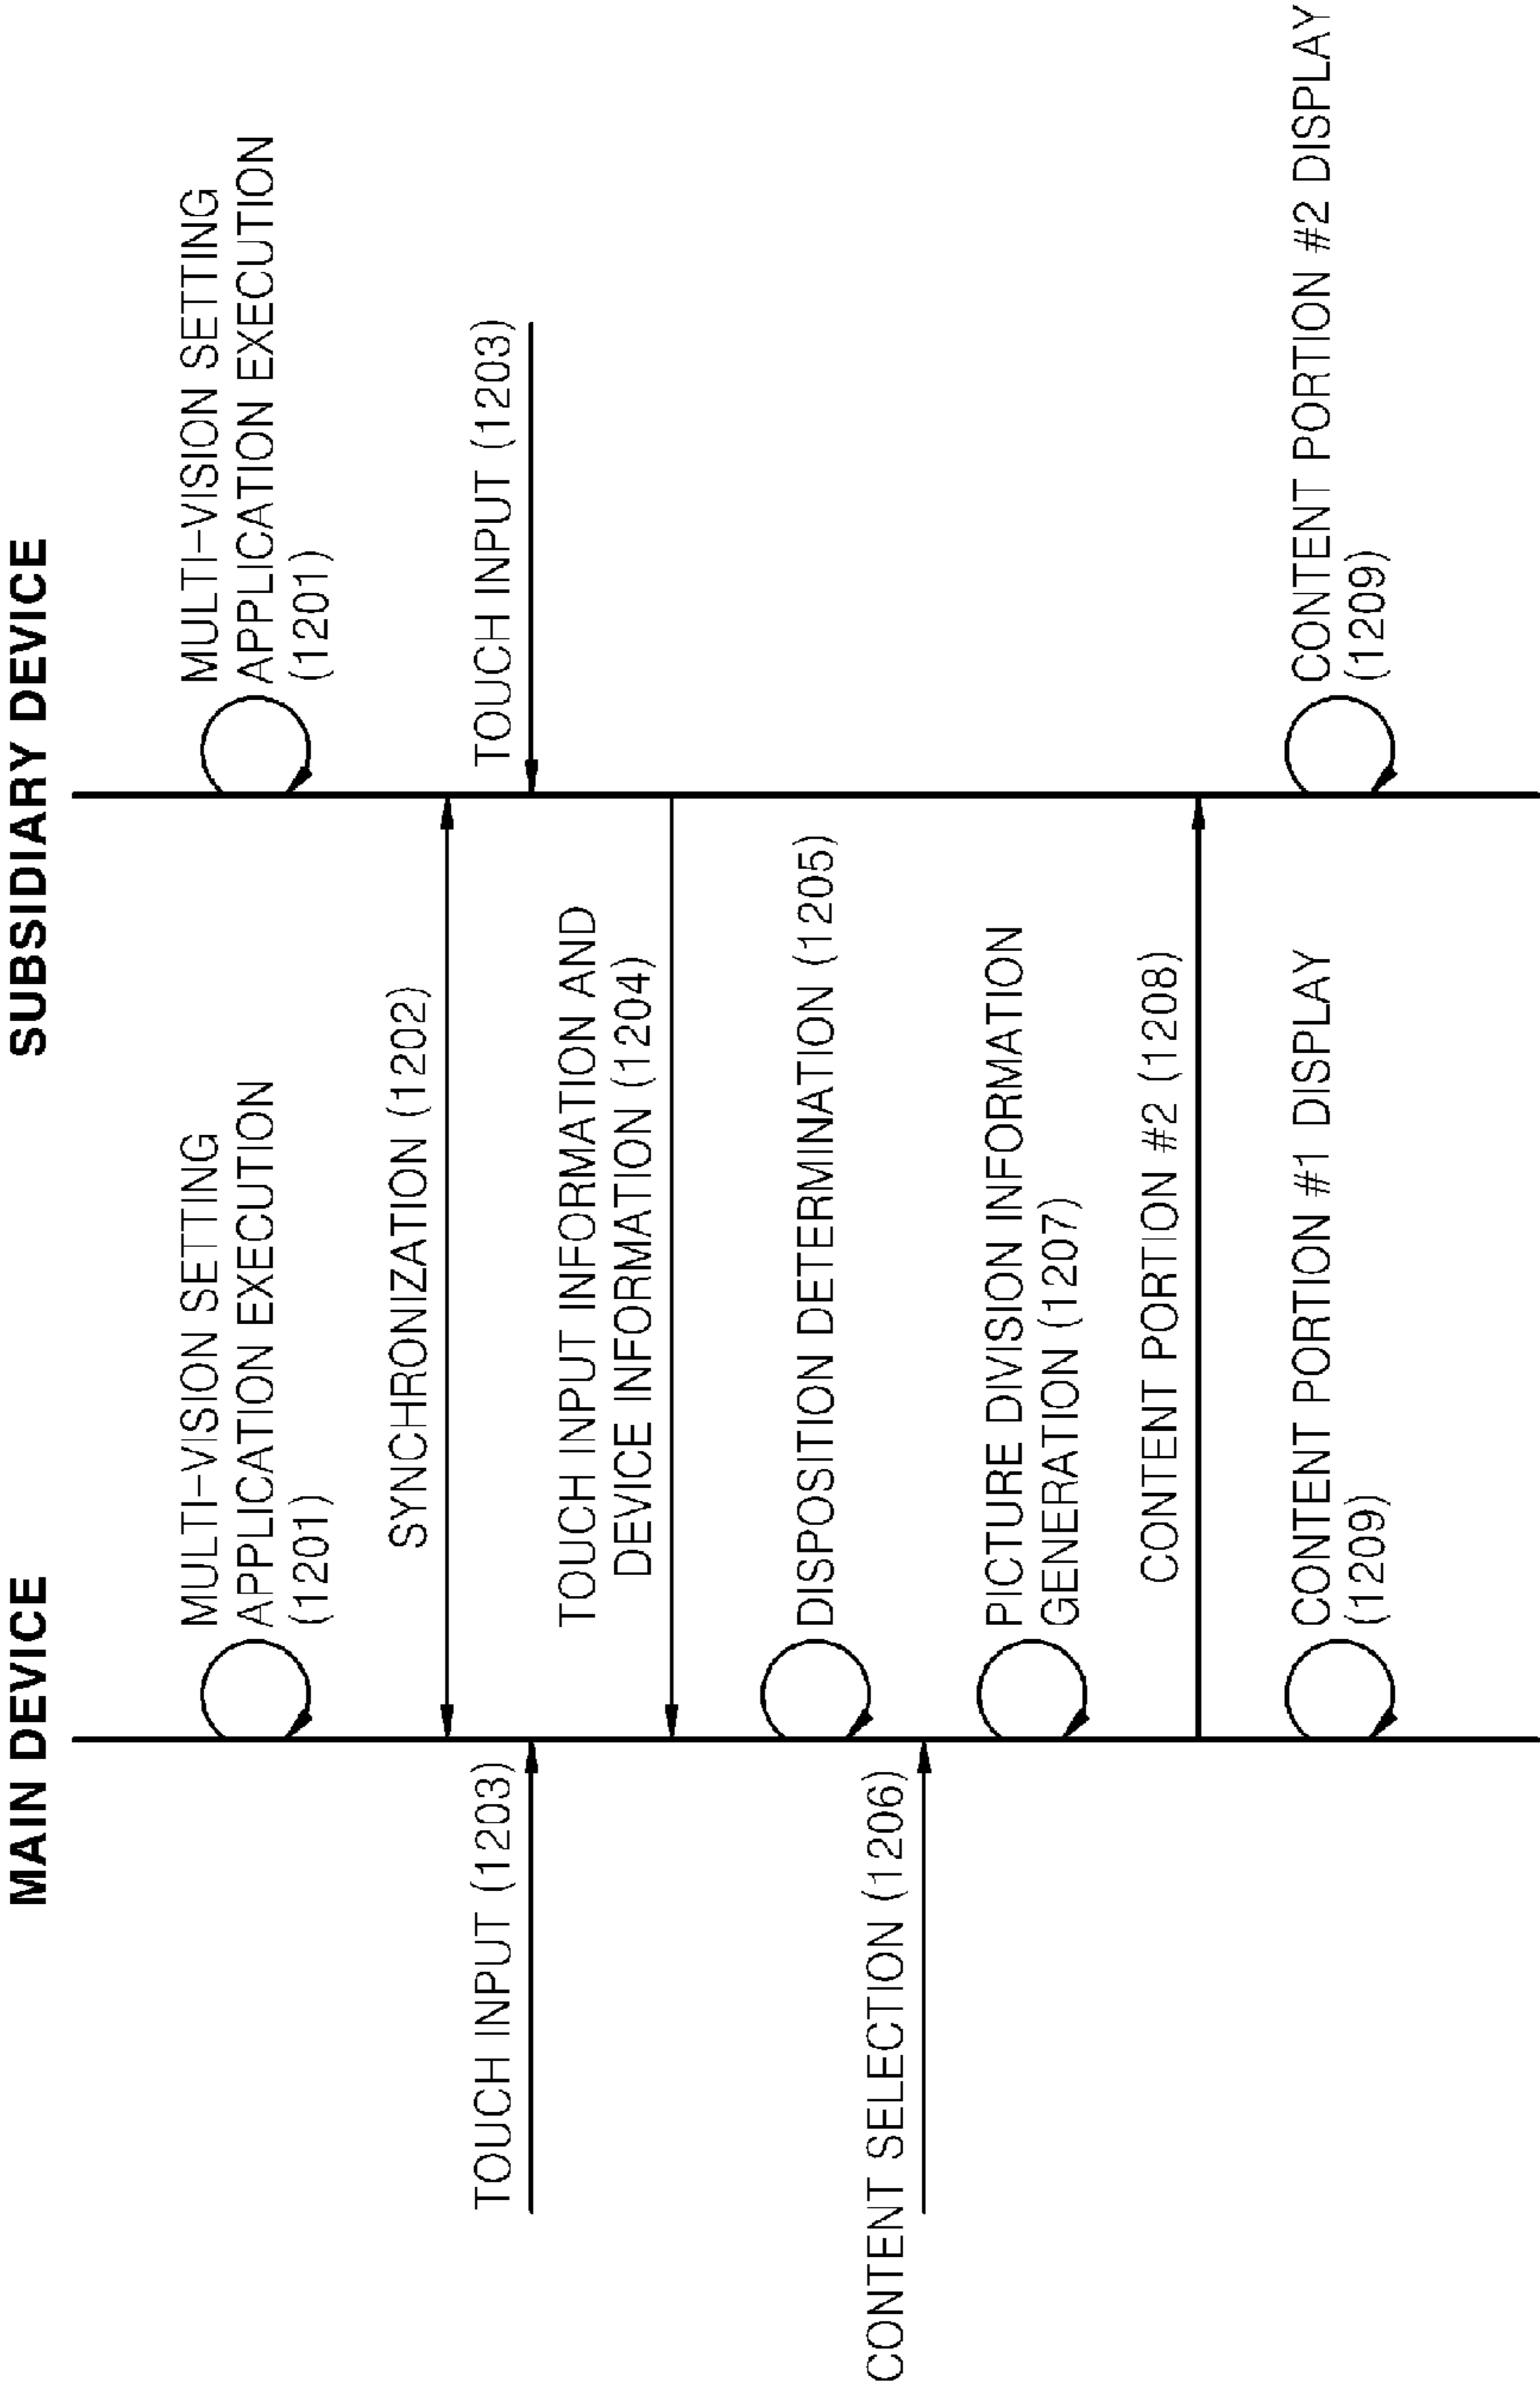 MAIN DEVICE
SUBSIDIARY DEVICE
MULTI-VISION SETTING
APPLICATION EXECUTION
(1201)
MULTI-VISION SETTING
APPLICATION EXECUTION
(1201)
SYNCHRONIZATION (1202)
TOUCH INPUT (1203)
TOUCH INPUT (1203)
TOUCH INPUT INFORMATION AND
DEVICE INFORMATION (1204)
DISPOSITION DETERMINATION (1205)
CONTENT SELECTION (1206)
PICTURE DIVISION INFORMATION
GENERATION (1207)
CONTENT PORTION #2 (1208)
CONTENT PORTION #1 DISPLAY
(1209)
CONTENT PORTION #2 DISPLAY
(1209)